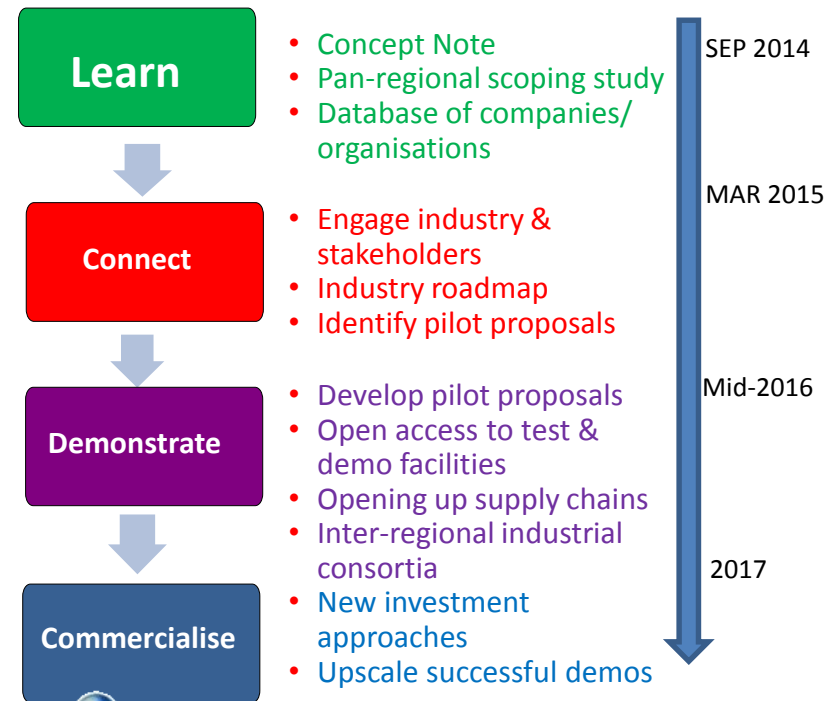 Learn
• Concept Note
• Pan-regional scoping study
• Database of companies/
organisations
SEP 2014
Connect
• Engage industry &
stakeholders
• Industry roadmap
• Identify pilot proposals
MAR 2015
Demonstrate
• Develop pilot proposals
• Open access to test &
demo facilities
• Opening up supply chains
• Inter-regional industrial
consortia
Mid-2016
Commercialise
• New investment
approaches
• Upscale successful demos
2017